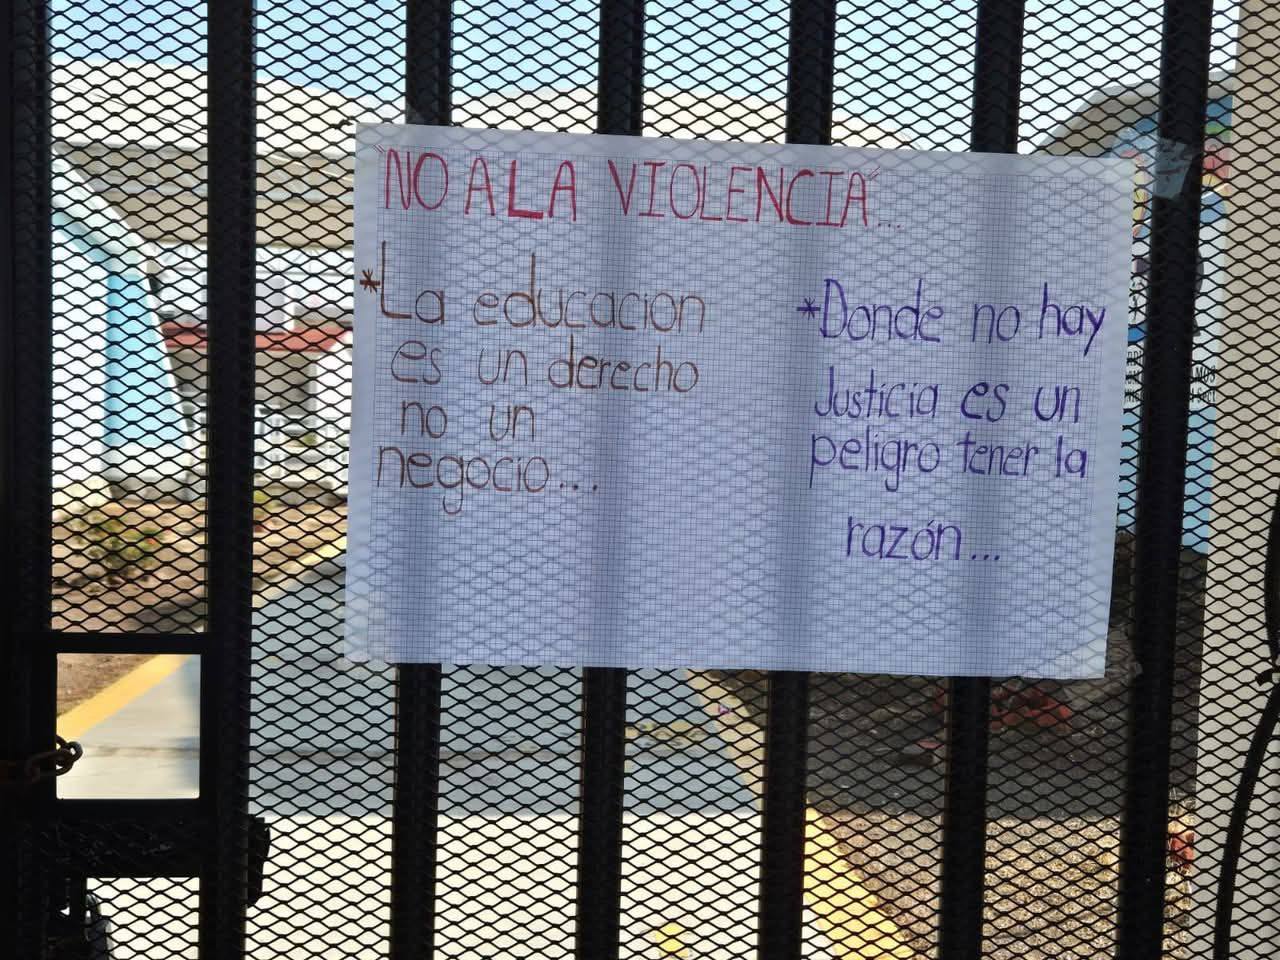 "NO A LA VIOLENCIA"...
*La educacion
es un derecho
no un
negocio...
*Donde no hay
Justicia es un
peligro tener la
razón...